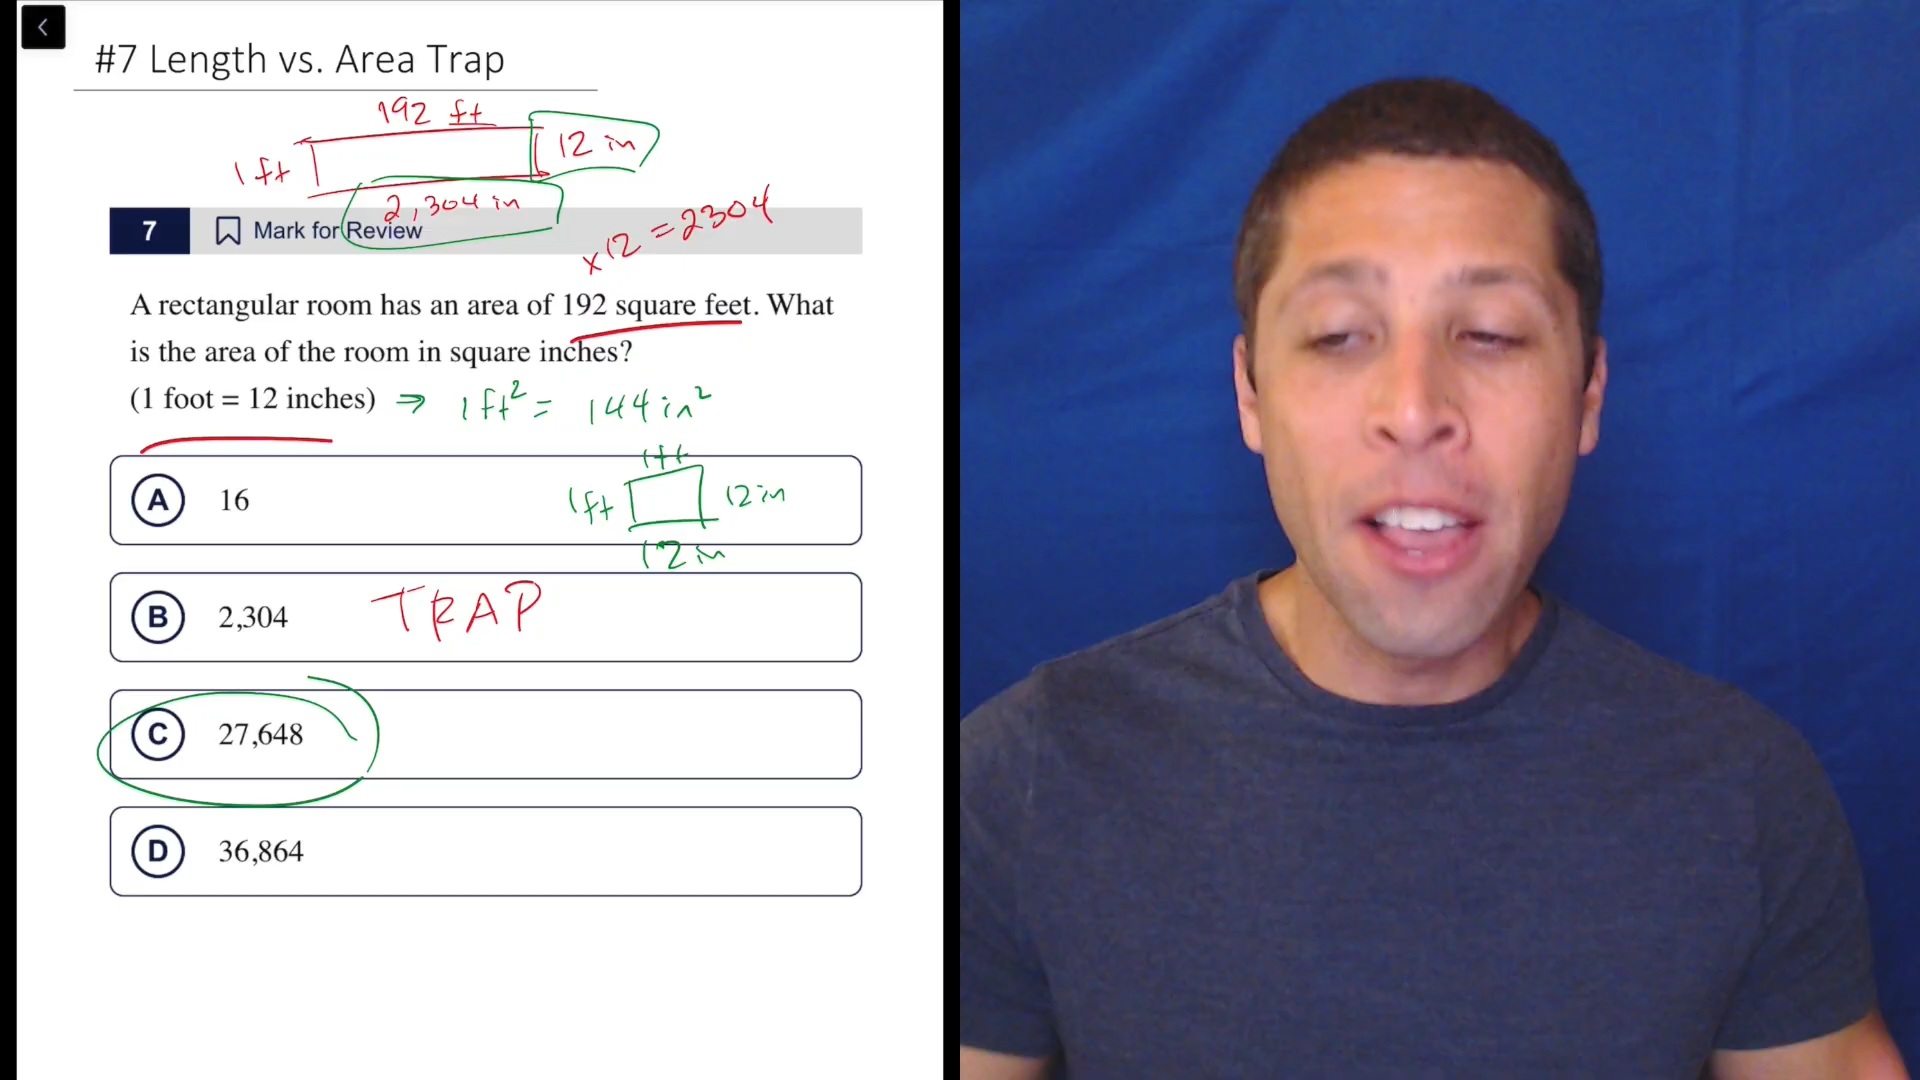 #7 Length vs. Area Trap
192 ft
1 ft
12 in
2,304 in
x12 = 2304
7
Mark for Review
A rectangular room has an area of 192 square feet. What
is the area of the room in square inches?
(1 foot = 12 inches) ⇒ 1 ft² = 144 in²
1 ft
A 16
1 ft
12 in
12 in
B 2,304 TRAP
C 27,648
D 36,864